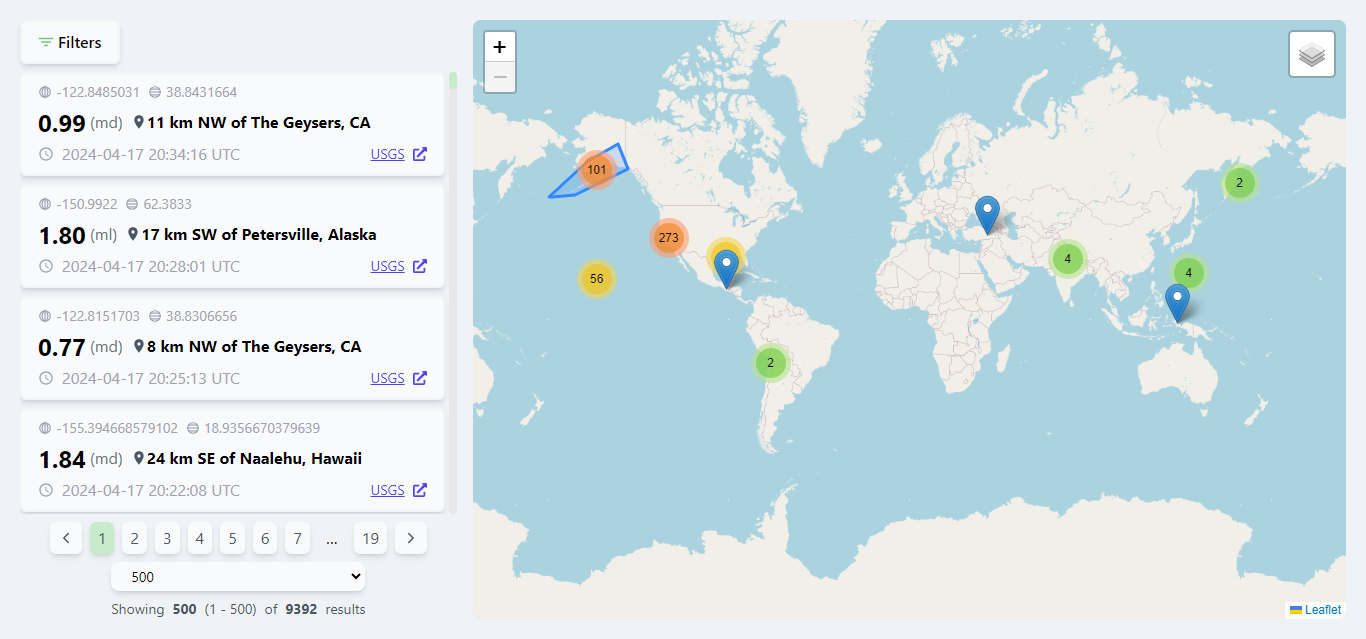 Filters
-122.8485031 38.8431664
0.99 (md) 11 km NW of The Geysers, CA
2024-04-17 20:34:16 UTC USGS
-150.9922 62.3833
1.80 (ml) 17 km SW of Petersville, Alaska
2024-04-17 20:28:01 UTC USGS
-122.8151703 38.8306656
0.77 (md) 8 km NW of The Geysers, CA
2024-04-17 20:25:13 UTC USGS
-155.394668579102 18.9356670379639
1.84 (md) 24 km SE of Naalehu, Hawaii
2024-04-17 20:22:08 UTC USGS
< 1 2 3 4 5 6 7 ... 19 >
500
Showing 500 (1 - 500) of 9392 results
+
−
101
2
273
56
4
4
2
Leaflet